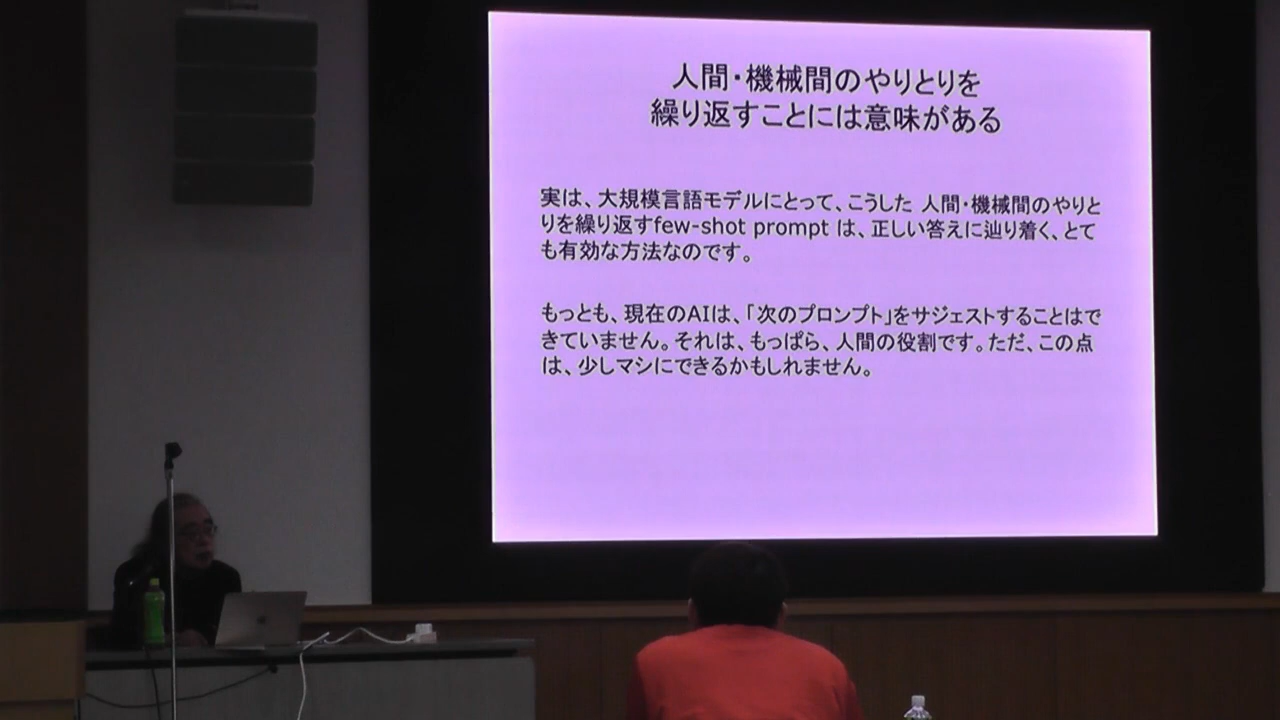 人間・機械間のやりとりを
繰り返すことには意味がある
実は、大規模言語モデルにとって、こうした 人間・機械間のやりと
りを繰り返すfew-shot prompt は、正しい答えに辿り着く、とて
も有効な方法なのです。
もっとも、現在のAIは、「次のプロンプト」をサジェストすることはで
きていません。それは、もっぱら、人間の役割です。ただ、この点
は、少しマシにできるかもしれません。